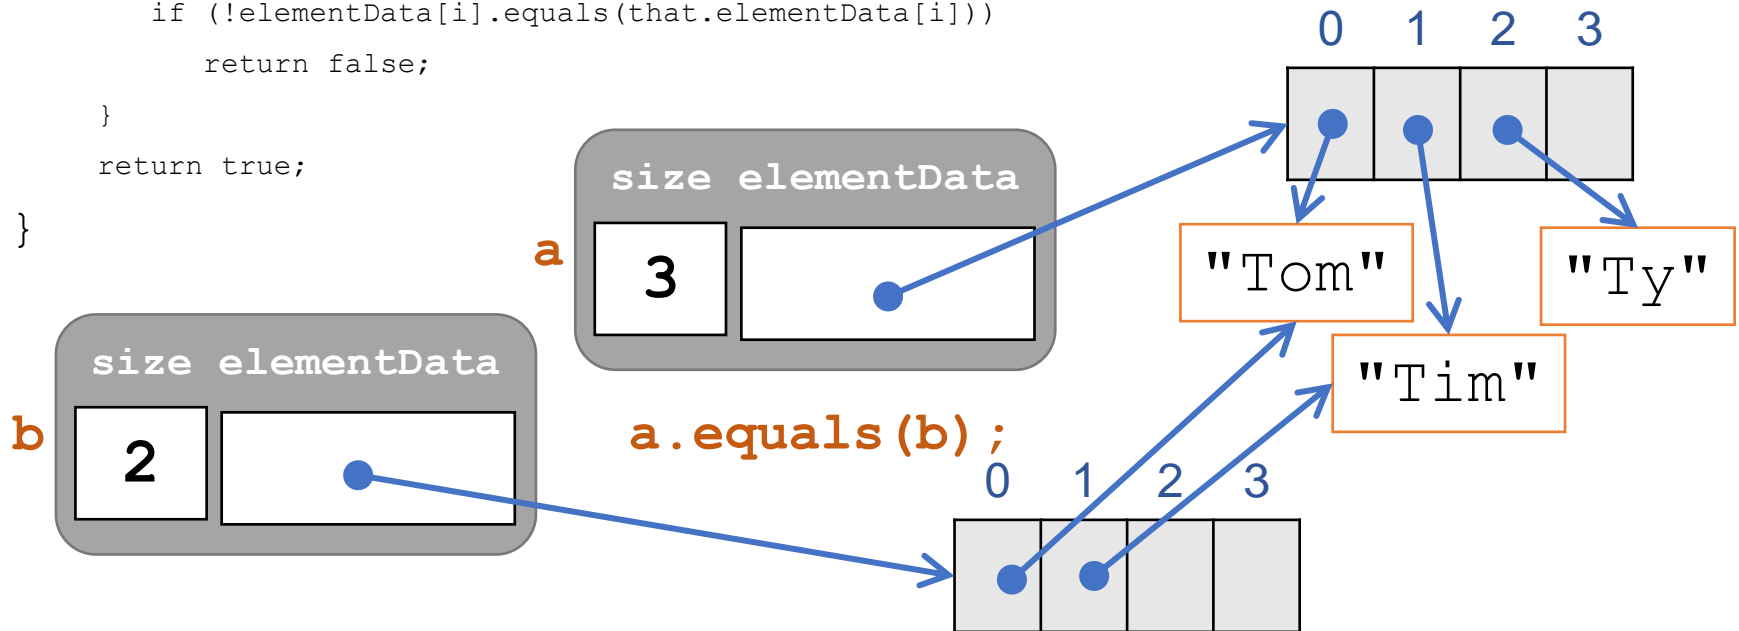 if (!elementData[i].equals(that.elementData[i]))
return false;
}
return true;
}
0 1 2 3
size elementData
a
3
"Tom"
"Ty"
"Tim"
size elementData
b
2
a.equals(b);
0 1 2 3